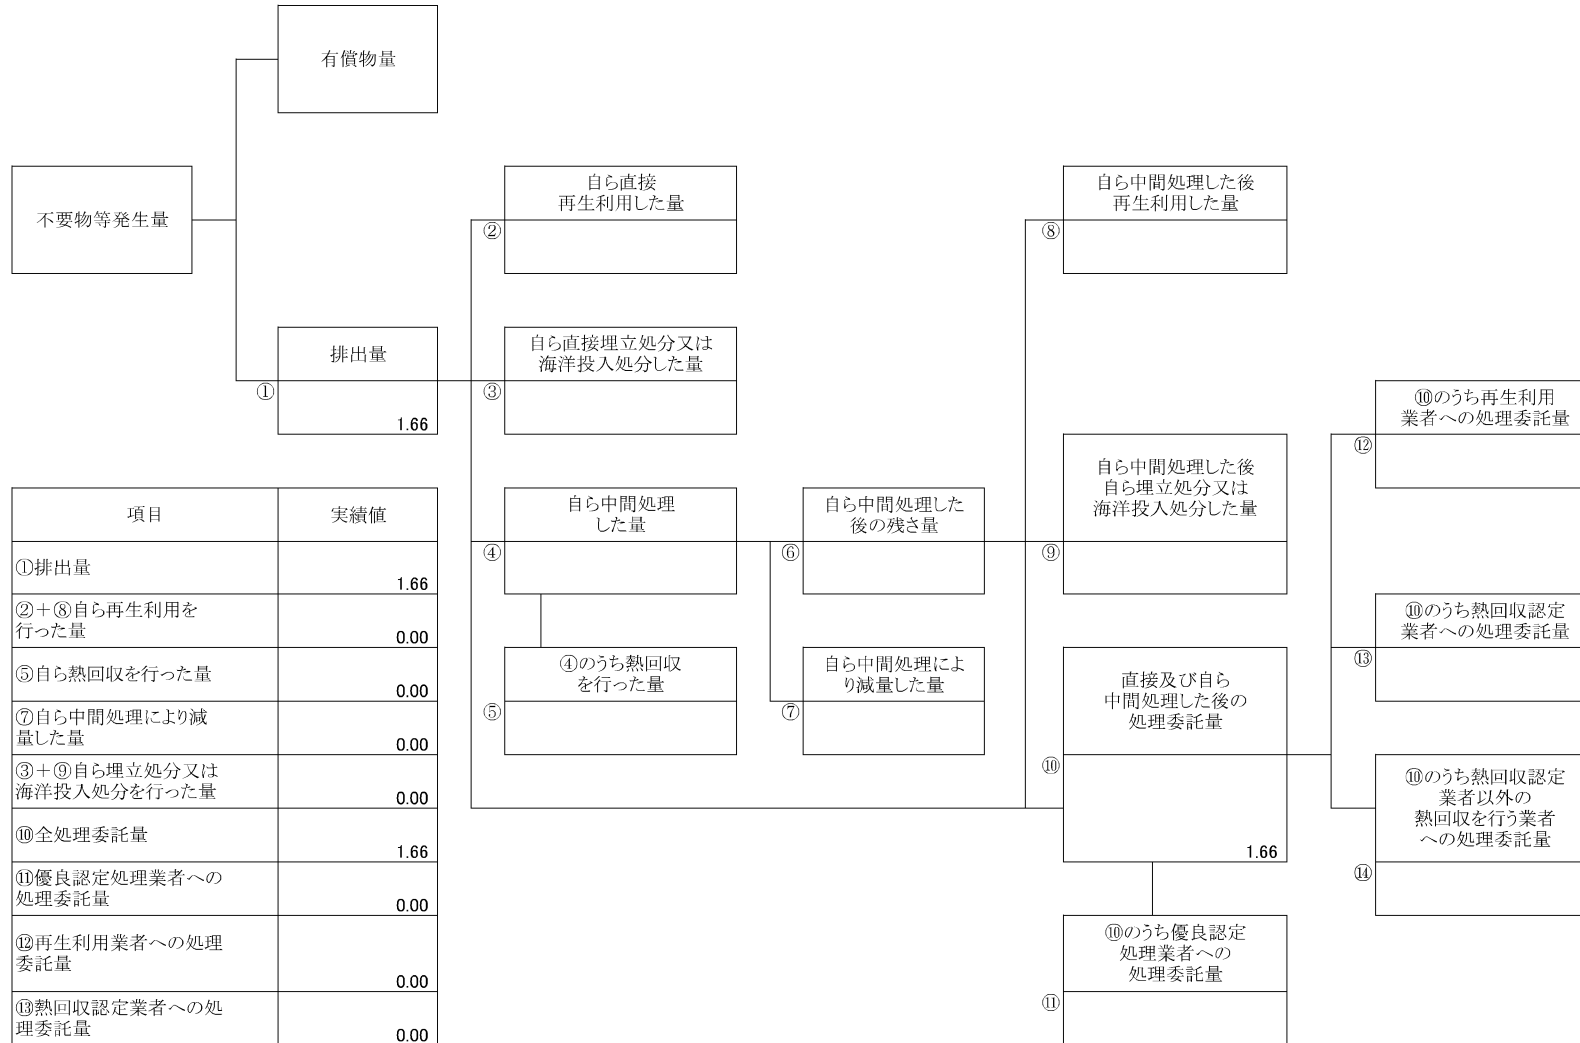 有償物量
不要物等発生量
排出量
①
1.66
自ら直接
再生利用した量
②
自ら直接埋立処分又は
海洋投入処分した量
③
自ら中間処理
した量
④
④のうち熱回収
を行った量
⑤
自ら中間処理した
後の残さ量
⑥
自ら中間処理によ
り減量した量
⑦
自ら中間処理した後
再生利用した量
⑧
自ら中間処理した後
自ら埋立処分又は
海洋投入処分した量
⑨
直接及び自ら
中間処理した後の
処理委託量
⑩
1.66
⑩のうち優良認定
処理業者への
処理委託量
⑪
⑩のうち再生利用
業者への処理委託量
⑫
⑩のうち熱回収認定
業者への処理委託量
⑬
⑩のうち熱回収認定
業者以外の
熱回収を行う業者
への処理委託量
⑭
項目 実績値
①排出量
1.66
②+⑧自ら再生利用を
行った量
0.00
⑤自ら熱回収を行った量
0.00
⑦自ら中間処理により減
量した量
0.00
③+⑨自ら埋立処分又は
海洋投入処分を行った量
0.00
⑩全処理委託量
1.66
⑪優良認定処理業者への
処理委託量
0.00
⑫再生利用業者への処理
委託量
0.00
⑬熱回収認定業者への処
理委託量
0.00